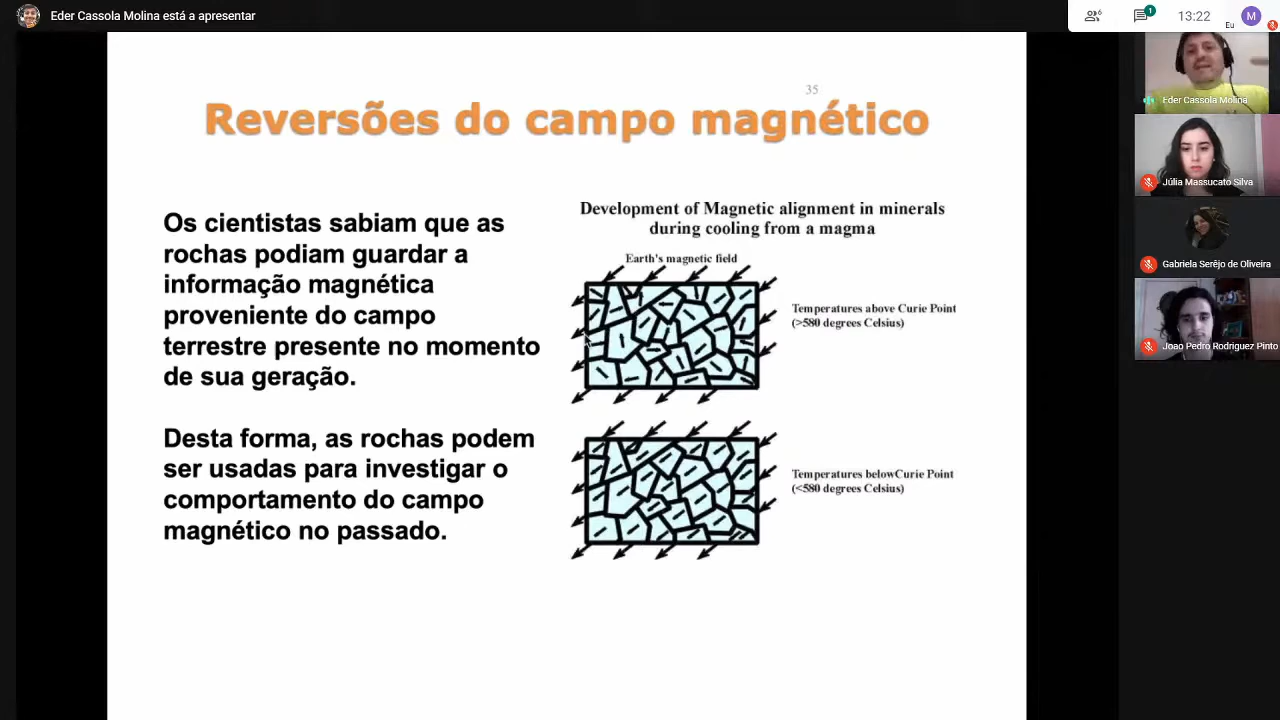 Eder Cassola Molina está a apresentar
6
1
13:22
Eu
M
35
Reversões do campo magnético
Os cientistas sabiam que as
rochas podiam guardar a
informação magnética
proveniente do campo
terrestre presente no momento
de sua geração.
Desta forma, as rochas podem
ser usadas para investigar o
comportamento do campo
magnético no passado.
Development of Magnetic alignment in minerals
during cooling from a magma
Earth's magnetic field
Temperatures above Curie Point
(>580 degrees Celsius)
Temperatures belowCurie Point
(<580 degrees Celsius)
Eder Cassola Molina
Júlia Massucato Silva
Gabriela Serêjo de Oliveira
Joao Pedro Rodriguez Pinto